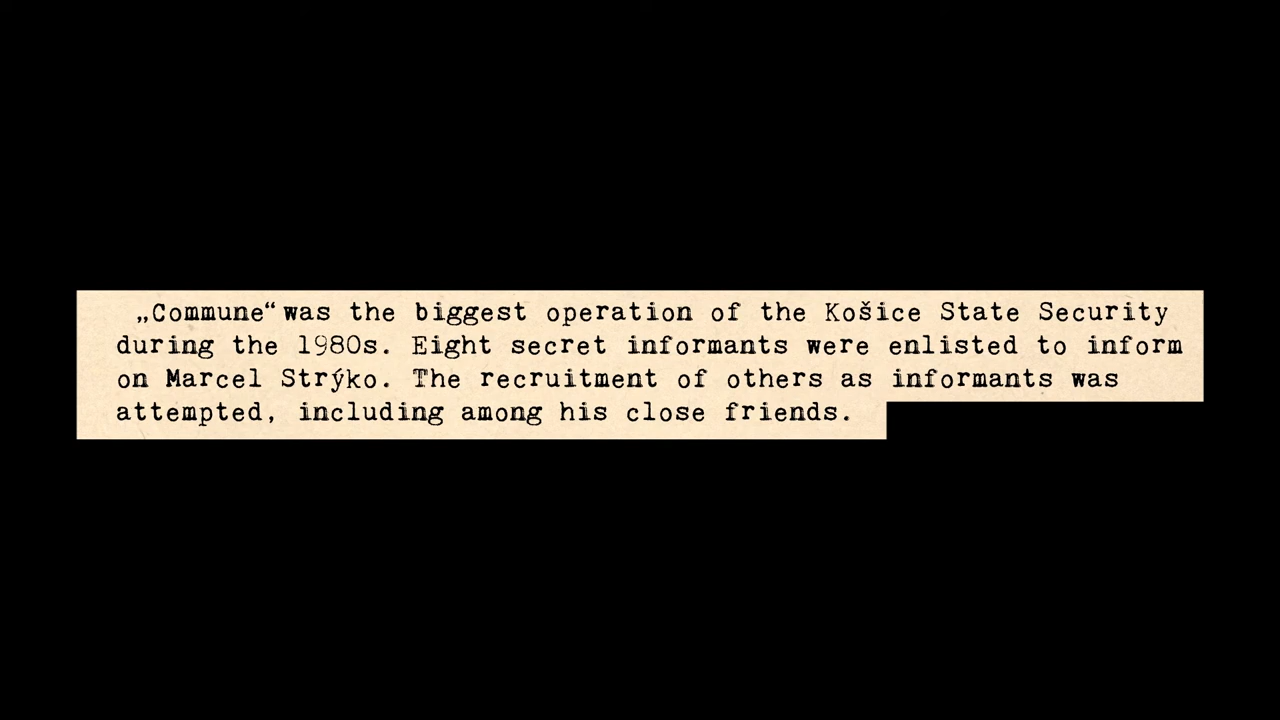 „Commune“ was the biggest operation of the Košice State Security
during the 1980s. Eight secret informants were enlisted to inform
on Marcel Strýko. The recruitment of others as informants was
attempted, including among his close friends.